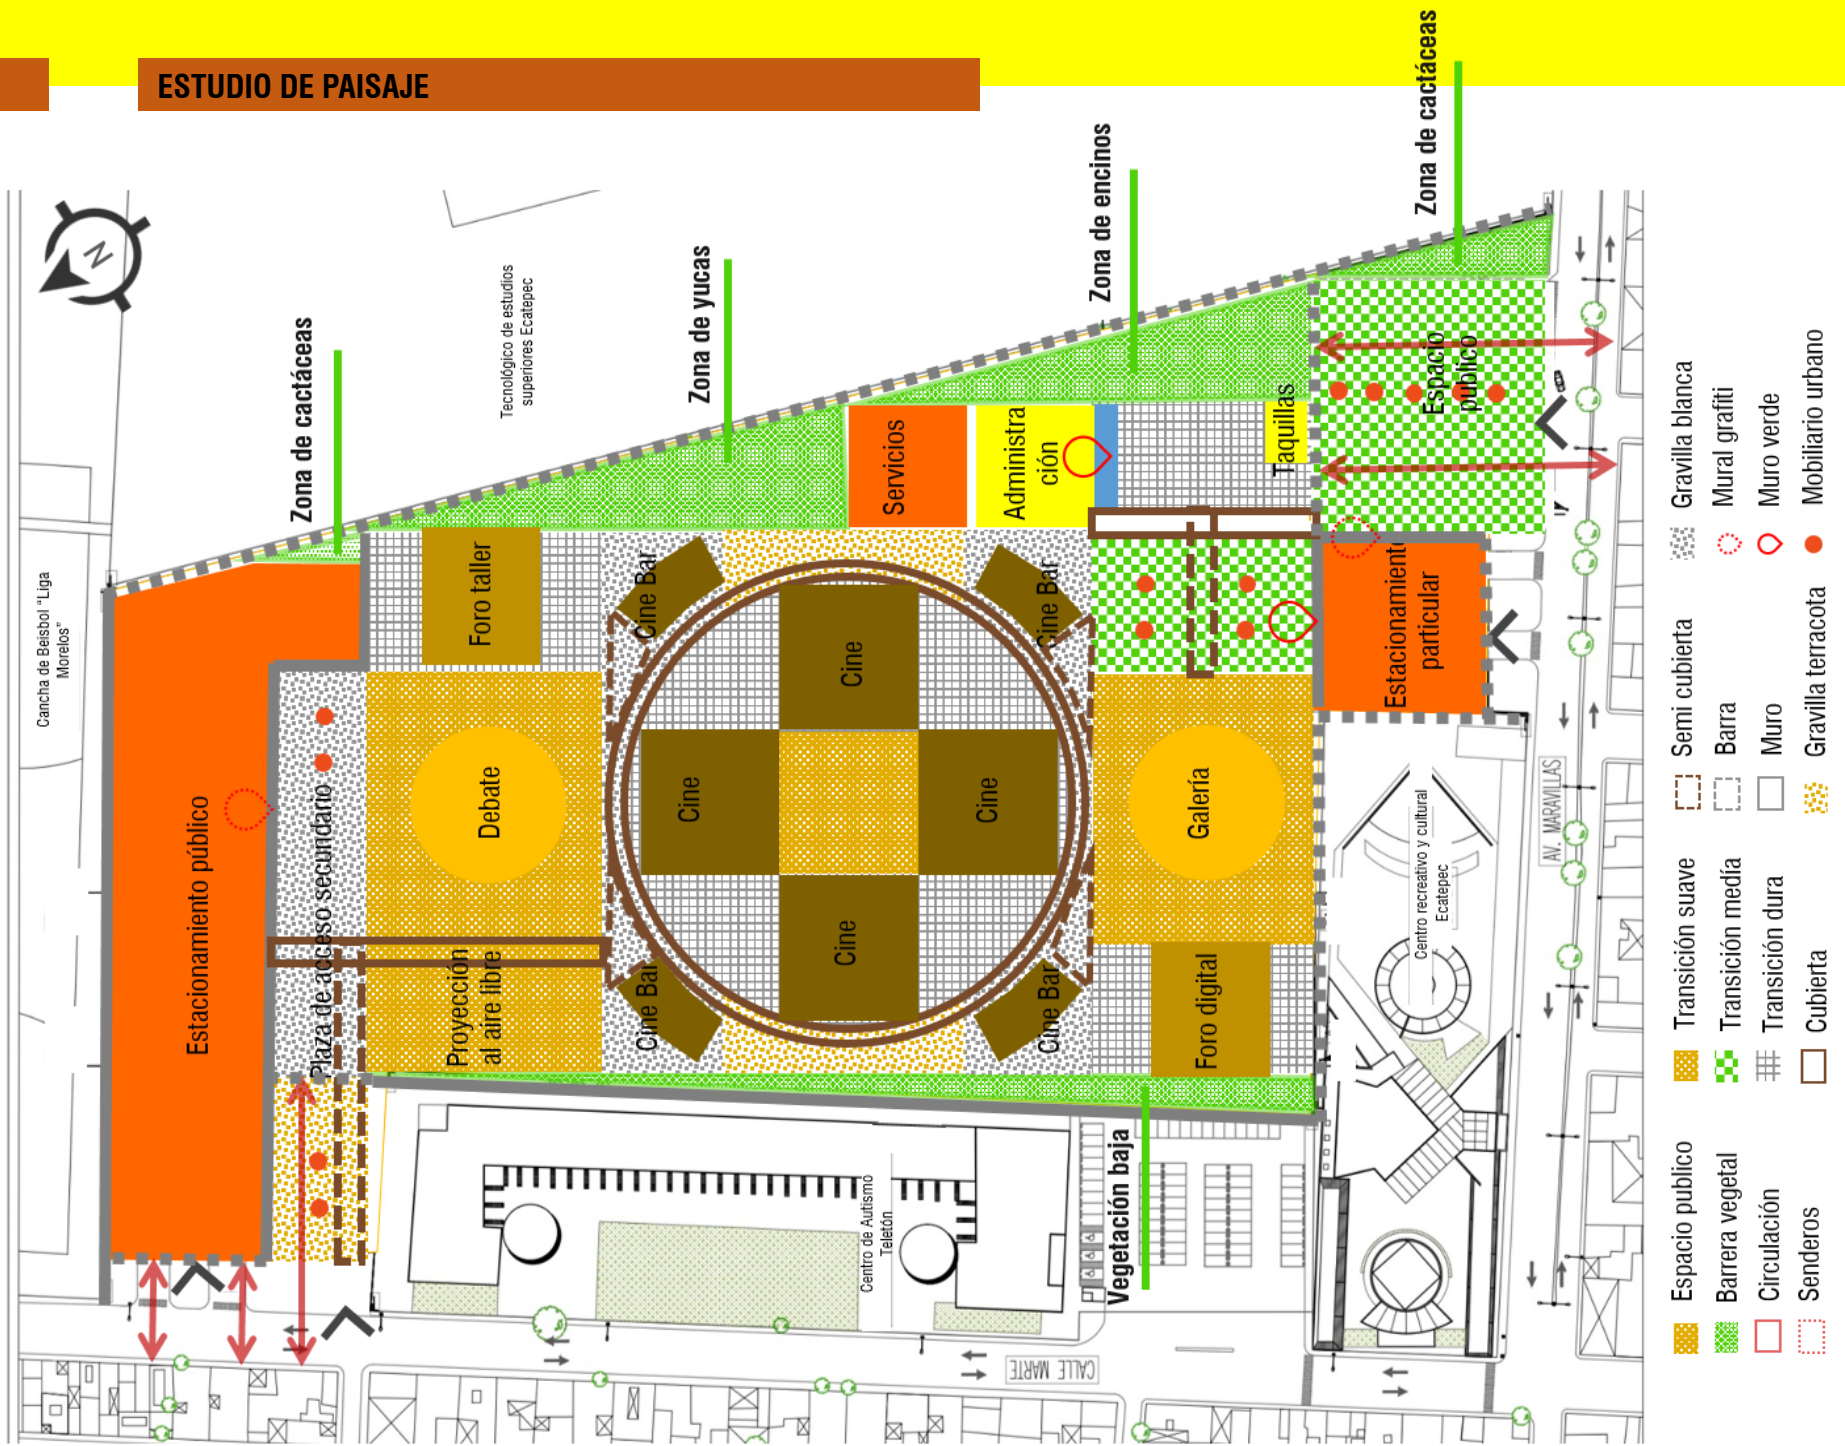 ESTUDIO DE PAISAJE
N
Cancha de Beisbol "Liga
Morelos"
Tecnológico de estudios
superiores Ecatepec
Zona de cactáceas
Zona de yucas
Zona de encinos
Zona de cactáceas
Estacionamiento público
Plaza de acceso secundario
Foro taller
Debate
Proyección
al aire libre
Cine Bar
Cine Bar
Cine
Cine
Cine
Cine
Cine Bar
Cine Bar
Servicios
Administra
ción
Taquillas
Espacio
publico
Estacionamient
particular
Galería
Foro digital
Vegetación baja
Centro de Autismo
Teletón
Centro recreativo y cultural
Ecatepec
AV. MARAVILLAS
CALLE MARTE
Espacio publico
Barrera vegetal
Circulación
Senderos
Transición suave
Transición media
Transición dura
Cubierta
Semi cubierta
Barra
Muro
Gravilla terracota
Gravilla blanca
Mural grafiti
Muro verde
Mobiliario urbano